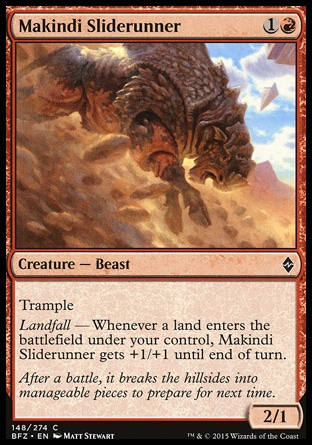 Makindi Sliderunner 1
Creature — Beast
Trample
Landfall — Whenever a land enters the
battlefield under your control, Makindi
Sliderunner gets +1/+1 until end of turn.
After a battle, it breaks the hillsides into
manageable pieces to prepare for next time.
2/1
148/274 C
BFZ • EN Matt Stewart
™ & © 2015 Wizards of the Coast